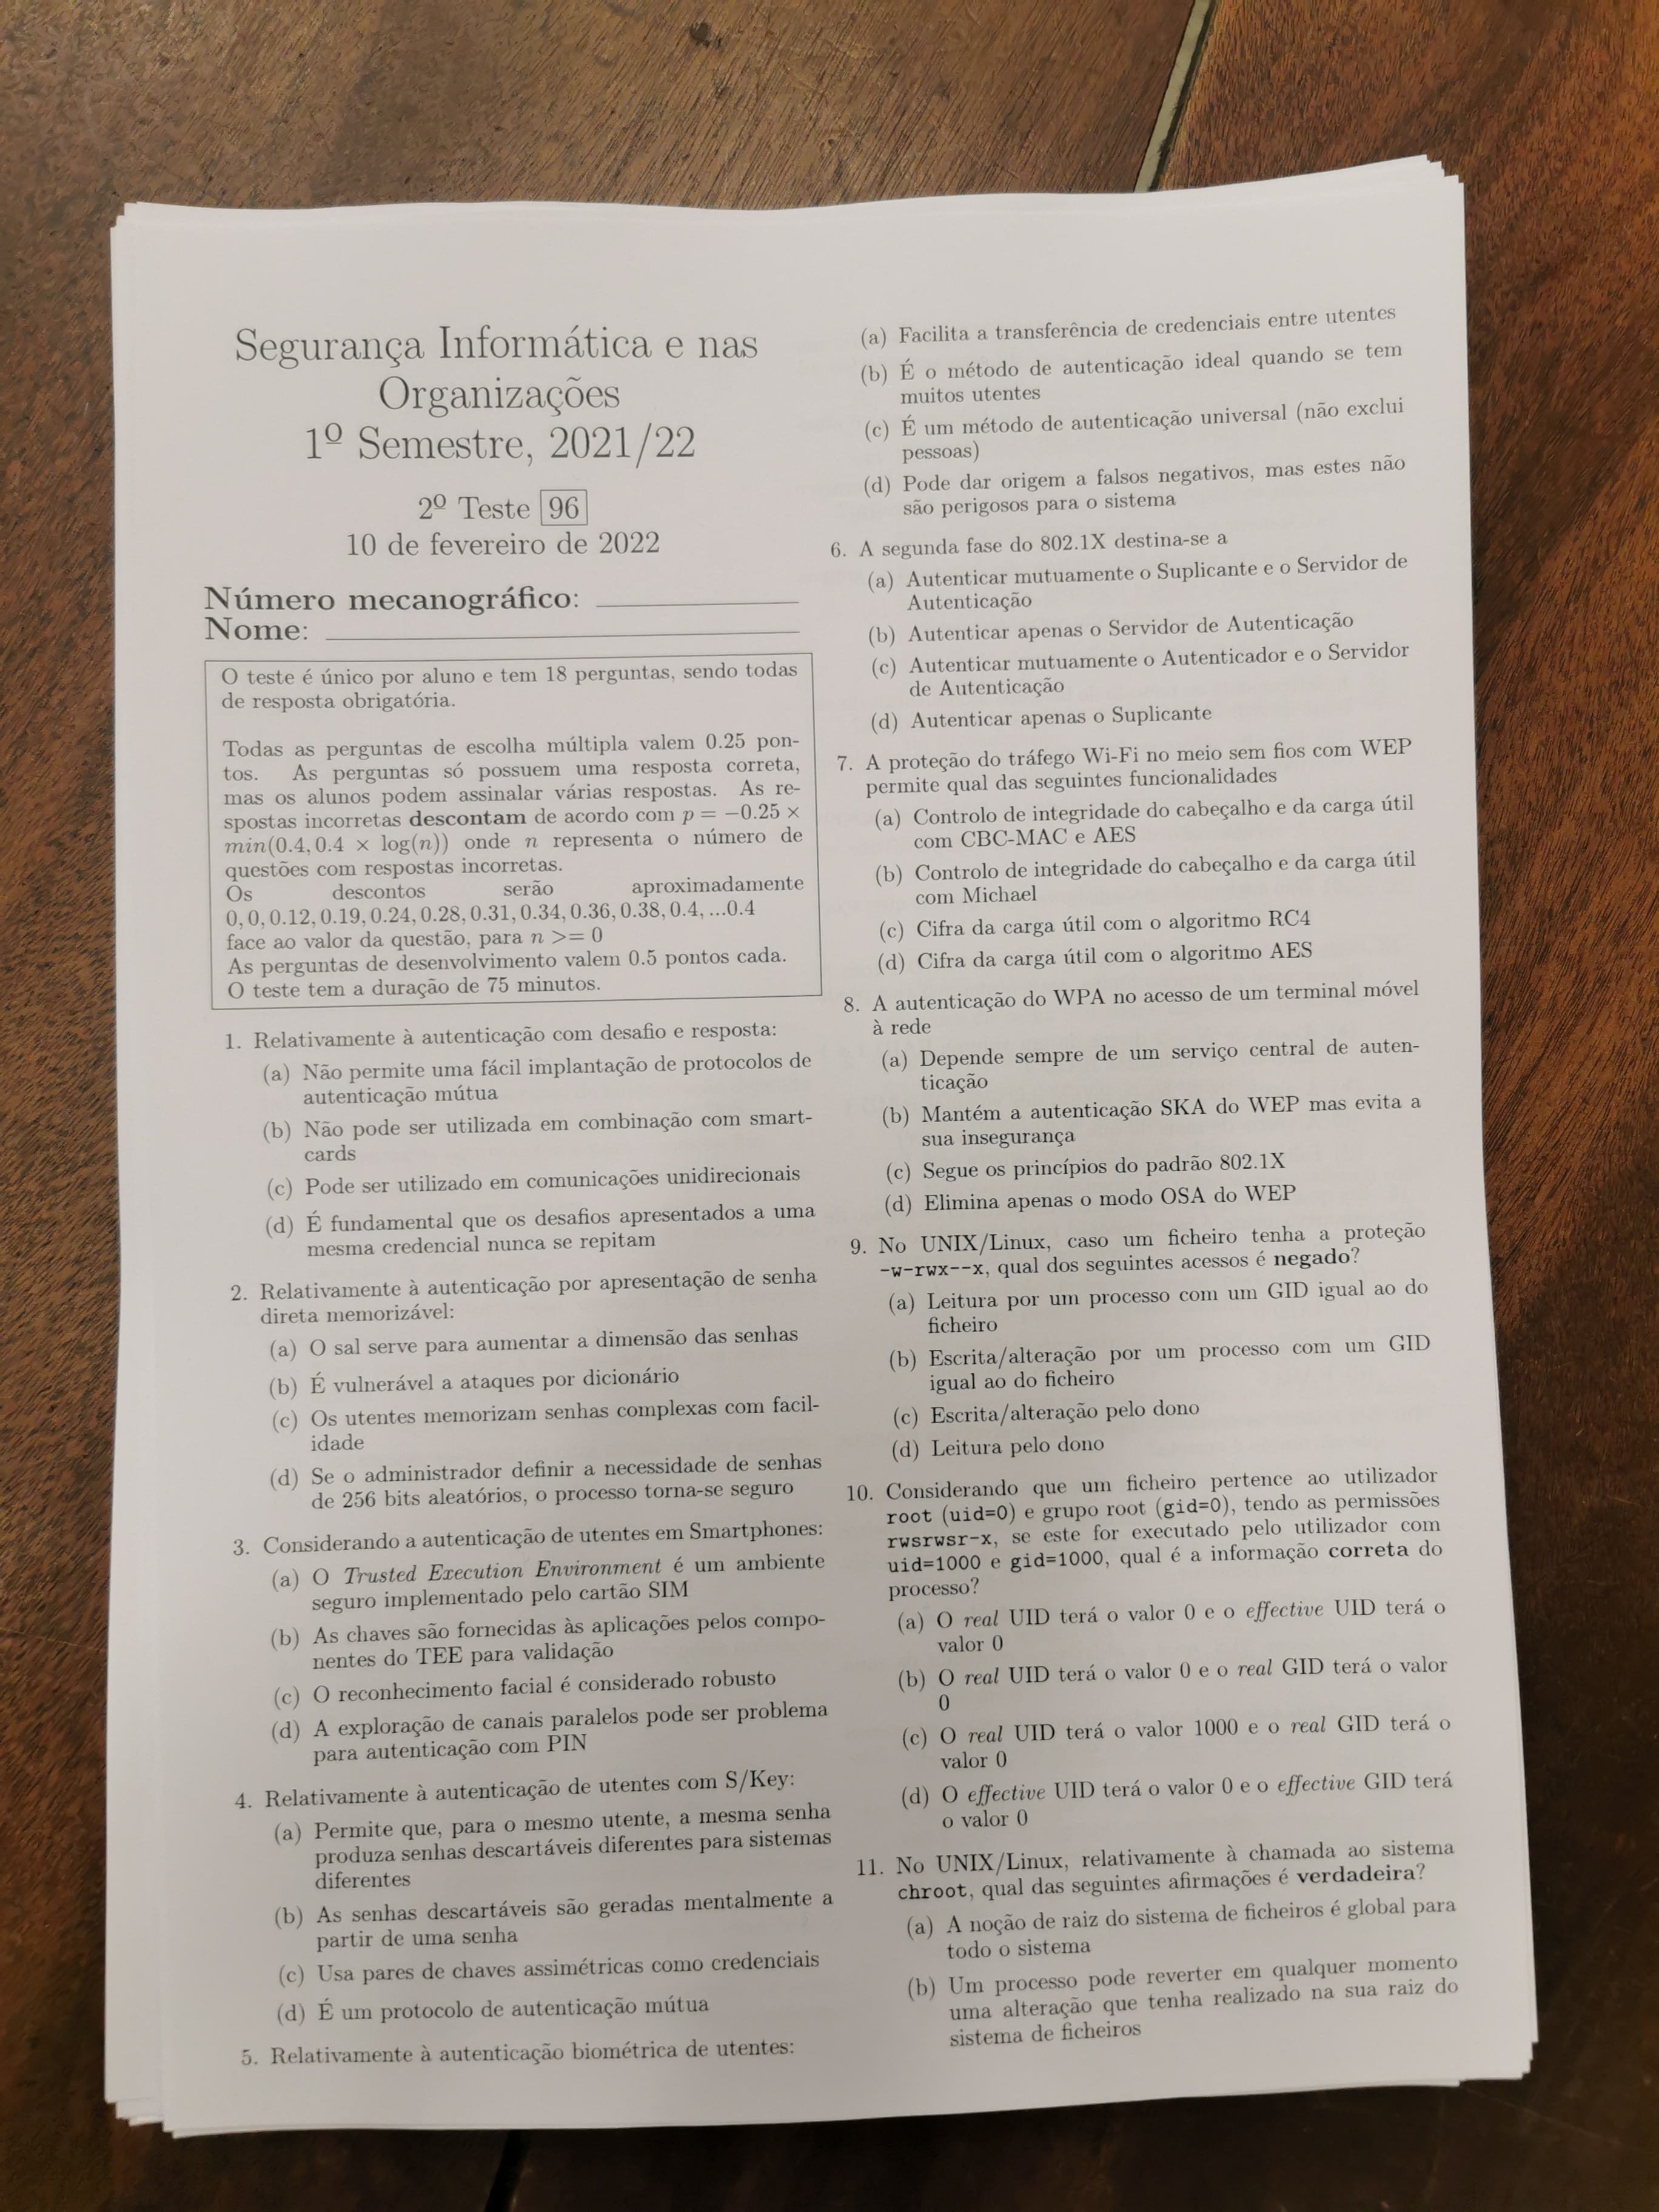 Segurança Informática e nas
Organizações
1º Semestre, 2021/22
2º Teste 96
10 de fevereiro de 2022
Número mecanográfico:
Nome:
O teste é único por aluno e tem 18 perguntas, sendo todas
de resposta obrigatória.
Todas as perguntas de escolha múltipla valem 0.25 pon-
tos. As perguntas só possuem uma resposta correta,
mas os alunos podem assinalar várias respostas. As re-
spostas incorretas descontam de acordo com p = −0.25 ×
min(0.4, 0.4 × log(n)) onde n representa o número de
questões com respostas incorretas.
Os descontos serão aproximadamente
0, 0, 0.12, 0.19, 0.24, 0.28, 0.31, 0.34, 0.36, 0.38, 0.4, ...0.4
face ao valor da questão, para n >= 0
As perguntas de desenvolvimento valem 0.5 pontos cada.
O teste tem a duração de 75 minutos.
1. Relativamente à autenticação com desafio e resposta:
(a) Não permite uma fácil implantação de protocolos de
autenticação mútua
(b) Não pode ser utilizada em combinação com smart-
cards
(c) Pode ser utilizado em comunicações unidirecionais
(d) É fundamental que os desafios apresentados a uma
mesma credencial nunca se repitam
2. Relativamente à autenticação por apresentação de senha
direta memorizável:
(a) O sal serve para aumentar a dimensão das senhas
(b) É vulnerável a ataques por dicionário
(c) Os utentes memorizam senhas complexas com facil-
idade
(d) Se o administrador definir a necessidade de senhas
de 256 bits aleatórios, o processo torna-se seguro
3. Considerando a autenticação de utentes em Smartphones:
(a) O Trusted Execution Environment é um ambiente
seguro implementado pelo cartão SIM
(b) As chaves são fornecidas às aplicações pelos compo-
nentes do TEE para validação
(c) O reconhecimento facial é considerado robusto
(d) A exploração de canais paralelos pode ser problema
para autenticação com PIN
4. Relativamente à autenticação de utentes com S/Key:
(a) Permite que, para o mesmo utente, a mesma senha
produza senhas descartáveis diferentes para sistemas
diferentes
(b) As senhas descartáveis são geradas mentalmente a
partir de uma senha
(c) Usa pares de chaves assimétricas como credenciais
(d) É um protocolo de autenticação mútua
5. Relativamente à autenticação biométrica de utentes:
(a) Facilita a transferência de credenciais entre utentes
(b) É o método de autenticação ideal quando se tem
muitos utentes
(c) É um método de autenticação universal (não exclui
pessoas)
(d) Pode dar origem a falsos negativos, mas estes não
são perigosos para o sistema
6. A segunda fase do 802.1X destina-se a
(a) Autenticar mutuamente o Suplicante e o Servidor de
Autenticação
(b) Autenticar apenas o Servidor de Autenticação
(c) Autenticar mutuamente o Autenticador e o Servidor
de Autenticação
(d) Autenticar apenas o Suplicante
7. A proteção do tráfego Wi-Fi no meio sem fios com WEP
permite qual das seguintes funcionalidades
(a) Controlo de integridade do cabeçalho e da carga útil
com CBC-MAC e AES
(b) Controlo de integridade do cabeçalho e da carga útil
com Michael
(c) Cifra da carga útil com o algoritmo RC4
(d) Cifra da carga útil com o algoritmo AES
8. A autenticação do WPA no acesso de um terminal móvel
à rede
(a) Depende sempre de um serviço central de auten-
ticação
(b) Mantém a autenticação SKA do WEP mas evita a
sua insegurança
(c) Segue os princípios do padrão 802.1X
(d) Elimina apenas o modo OSA do WEP
9. No UNIX/Linux, caso um ficheiro tenha a proteção
-w-rwx--x, qual dos seguintes acessos é negado?
(a) Leitura por um processo com um GID igual ao do
ficheiro
(b) Escrita/alteração por um processo com um GID
igual ao do ficheiro
(c) Escrita/alteração pelo dono
(d) Leitura pelo dono
10. Considerando que um ficheiro pertence ao utilizador
root (uid=0) e grupo root (gid=0), tendo as permissões
rwsrwsr-x, se este for executado pelo utilizador com
uid=1000 e gid=1000, qual é a informação correta do
processo?
(a) O real UID terá o valor 0 e o effective UID terá o
valor 0
(b) O real UID terá o valor 0 e o real GID terá o valor
0
(c) O real UID terá o valor 1000 e o real GID terá o
valor 0
(d) O effective UID terá o valor 0 e o effective GID terá
o valor 0
11. No UNIX/Linux, relativamente à chamada ao sistema
chroot, qual das seguintes afirmações é verdadeira?
(a) A noção de raiz do sistema de ficheiros é global para
todo o sistema
(b) Um processo pode reverter em qualquer momento
uma alteração que tenha realizado na sua raiz do
sistema de ficheiros